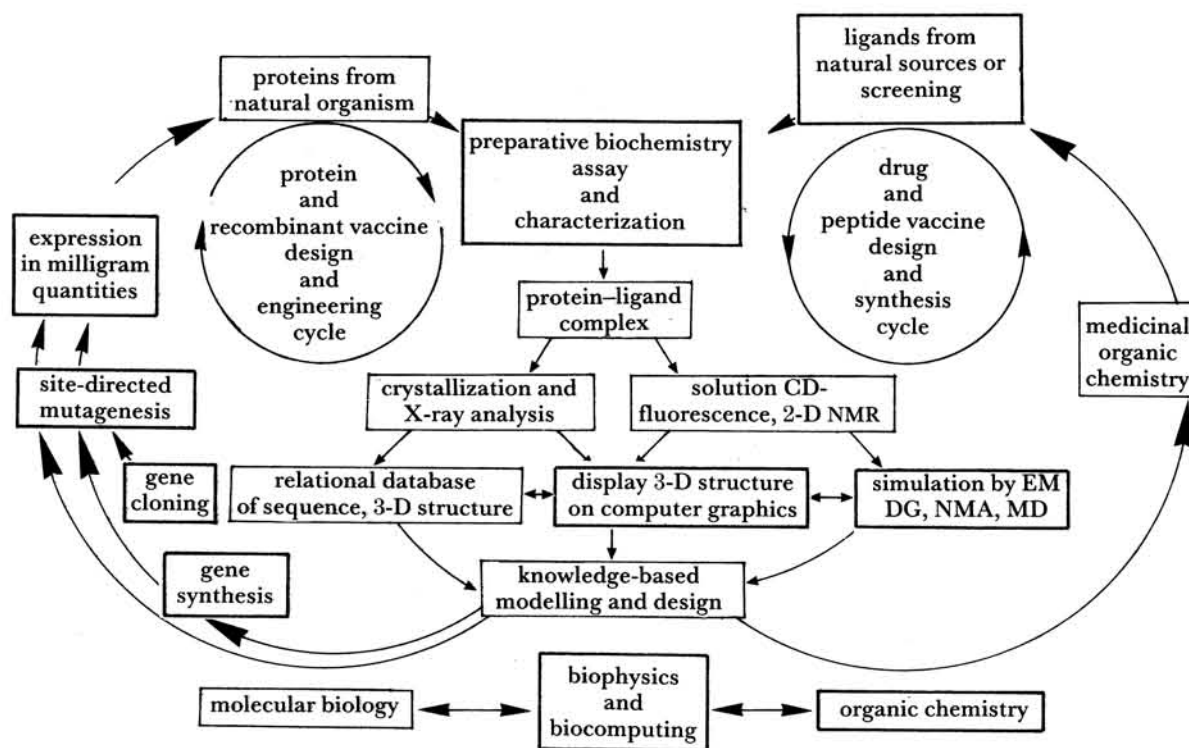 proteins from
natural organism
ligands from
natural sources or
screening
preparative biochemistry
assay
and
characterization
protein
and
recombinant vaccine
design
and
engineering
cycle
drug
and
peptide vaccine
design
and
synthesis
cycle
expression
in milligram
quantities
protein–ligand
complex
medicinal
organic
chemistry
site-directed
mutagenesis
crystallization and
X-ray analysis
solution CD-
fluorescence, 2-D NMR
gene
cloning
relational database
of sequence, 3-D structure
display 3-D structure
on computer graphics
simulation by EM
DG, NMA, MD
gene
synthesis
knowledge-based
modelling and design
molecular biology
biophysics
and
biocomputing
organic chemistry